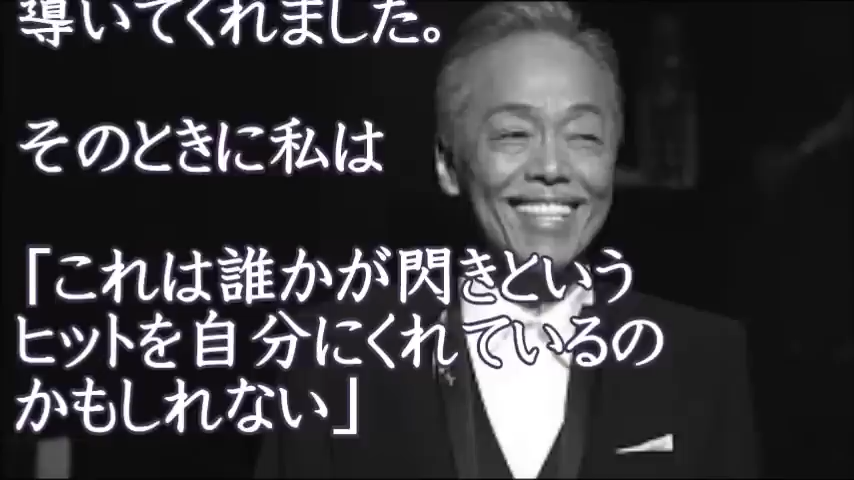 導いてくれました。
そのときに私は
「これは誰かが閃きという
ヒットを自分にくれているの
かもしれない」